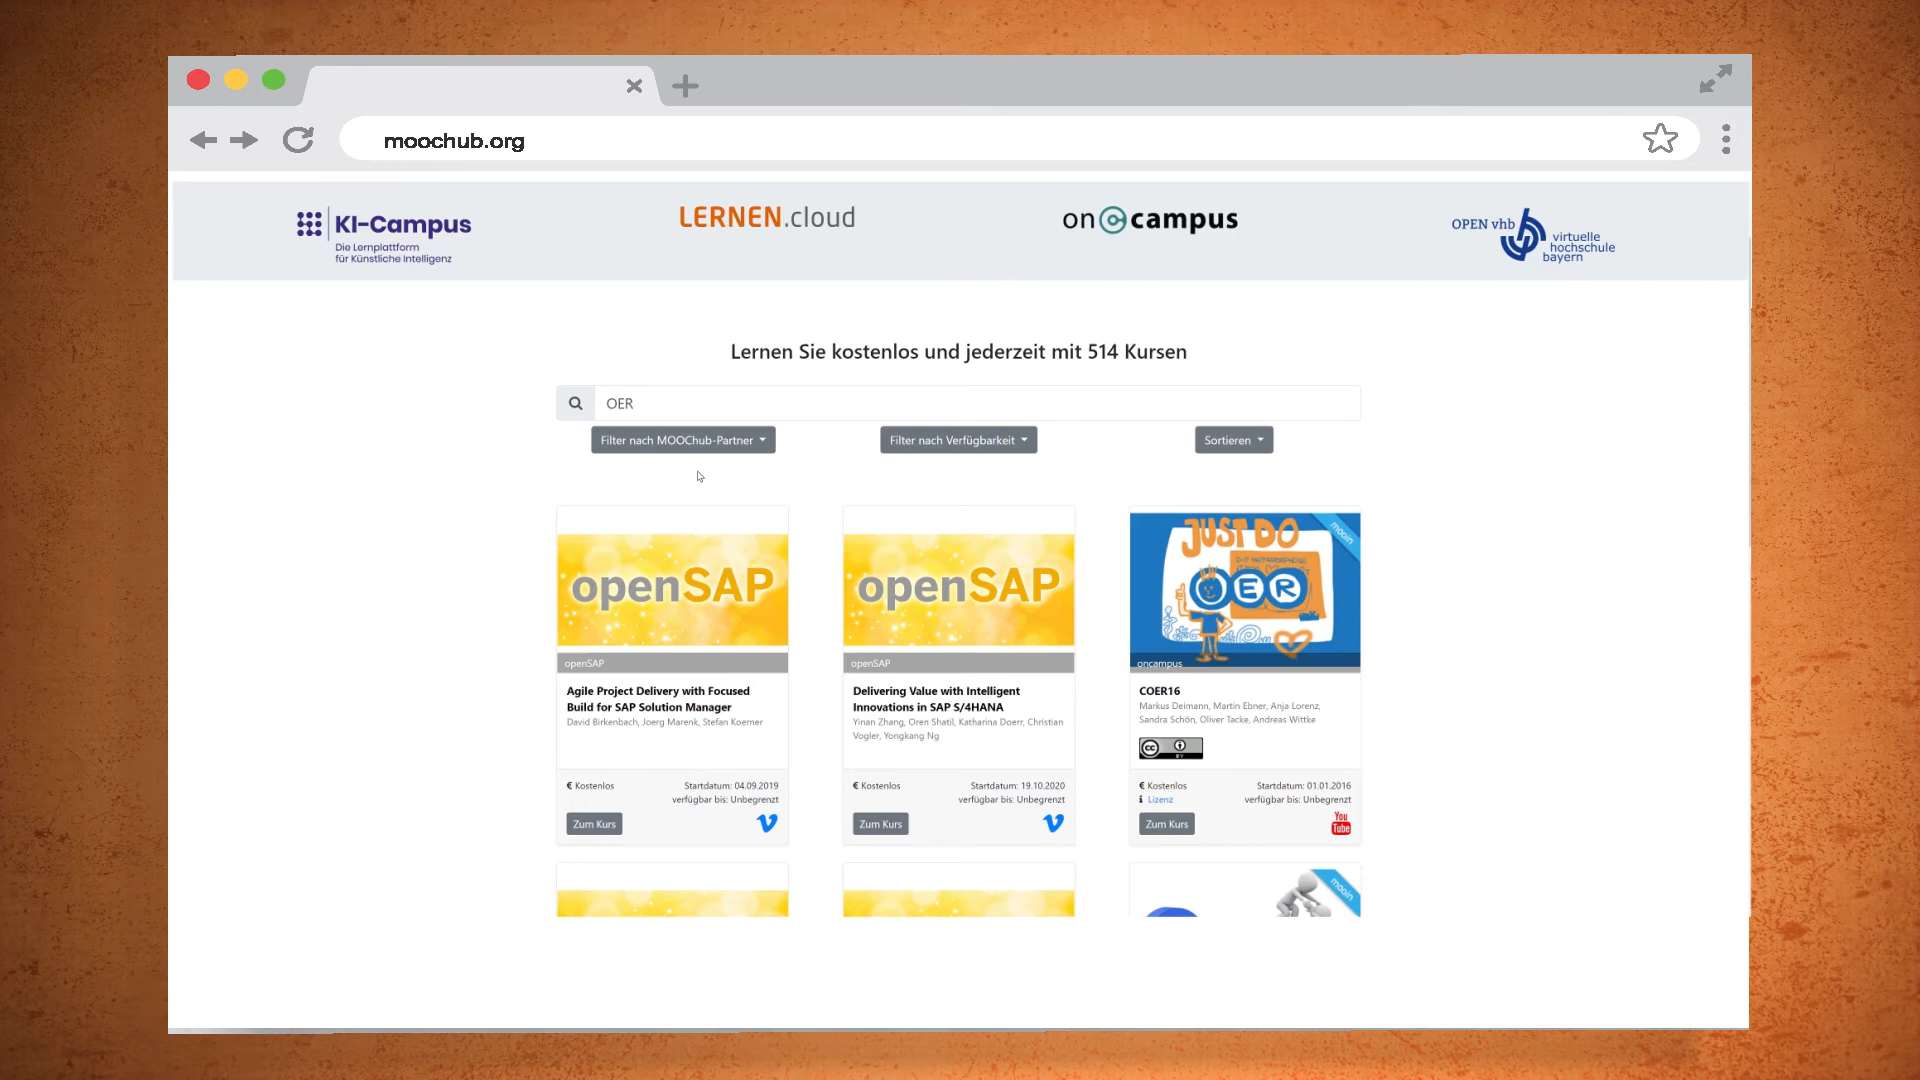 moochub.org
KI-Campus
Die Lernplattform
für Künstliche Intelligenz
LERNEN.cloud
oncampus
OPEN vhb
virtuelle
hochschule
bayern
Lernen Sie kostenlos und jederzeit mit 514 Kursen
OER
Filter nach MOOChub-Partner
Filter nach Verfügbarkeit
Sortieren
openSAP
openSAP
Agile Project Delivery with Focused
Build for SAP Solution Manager
David Birkenbach, Joerg Marenk, Stefan Koerner
€ Kostenlos
Startdatum: 04.09.2019
verfügbar bis: Unbegrenzt
Zum Kurs
openSAP
openSAP
Delivering Value with Intelligent
Innovations in SAP S/4HANA
Yinan Zhang, Oren Shatil, Katharina Doerr, Christian
Vogler, Yongkang Ng
€ Kostenlos
Startdatum: 19.10.2020
verfügbar bis: Unbegrenzt
Zum Kurs
JUST DO
mooin
OER
oncampus
COER16
Markus Deimann, Martin Ebner, Anja Lorenz,
Sandra Schön, Oliver Tacke, Andreas Wittke
cc
BY
€ Kostenlos
Startdatum: 01.01.2016
Lizenz
verfügbar bis: Unbegrenzt
Zum Kurs
You
Tube
mooin